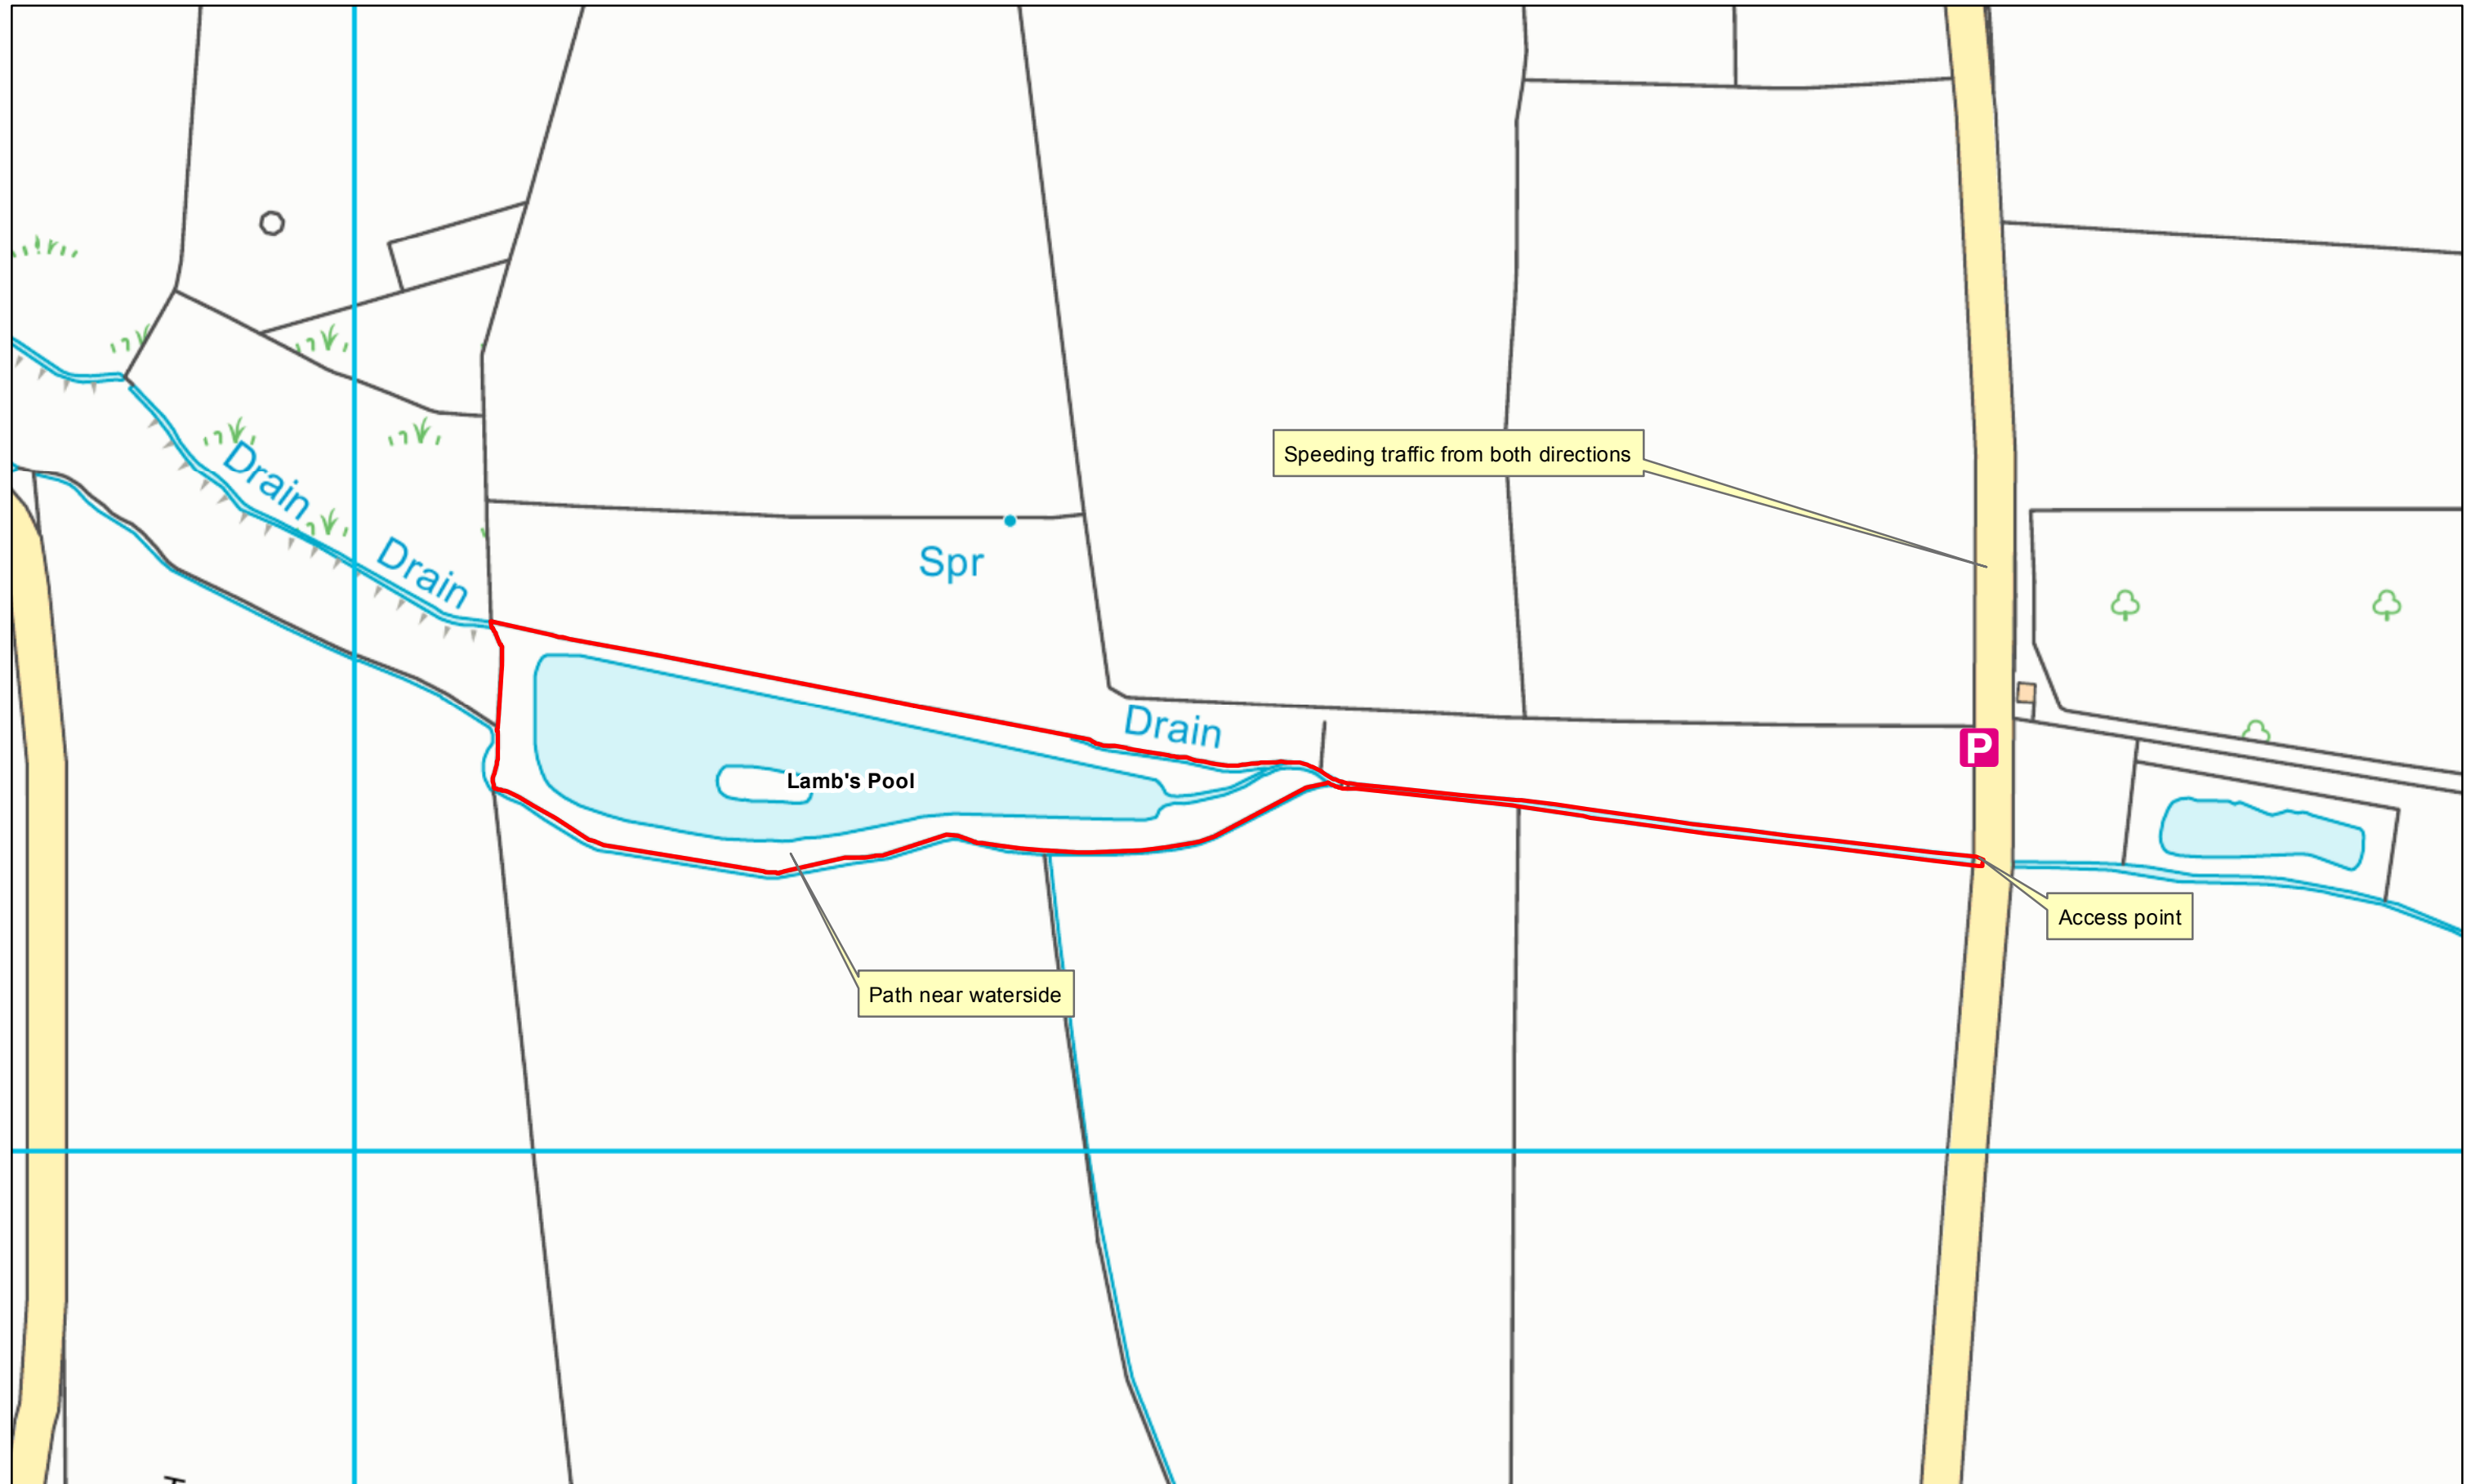 Speeding traffic from both directions
Drain
Drain
Spr
Drain
P
Lamb's Pool
Access point
Path near waterside